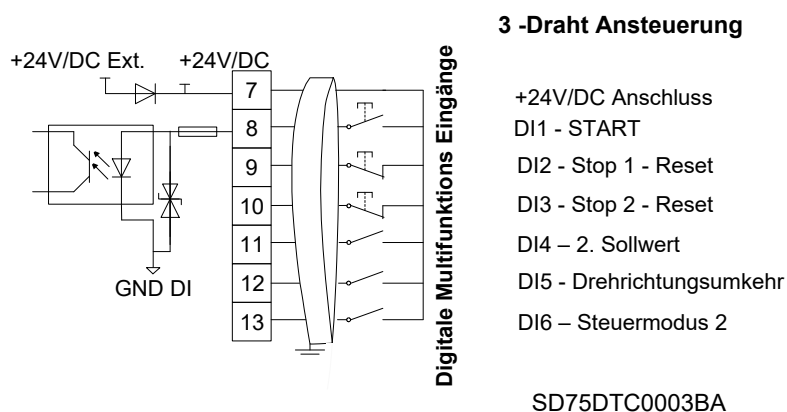 3 -Draht Ansteuerung
+24V/DC Ext.
+24V/DC
7
8
9
10
11
12
13
GND DI
Digitale Multifunktions Eingänge
+24V/DC Anschluss
DI1 - START
DI2 - Stop 1 - Reset
DI3 - Stop 2 - Reset
DI4 – 2. Sollwert
DI5 - Drehrichtungsumkehr
DI6 – Steuermodus 2
SD75DTC0003BA